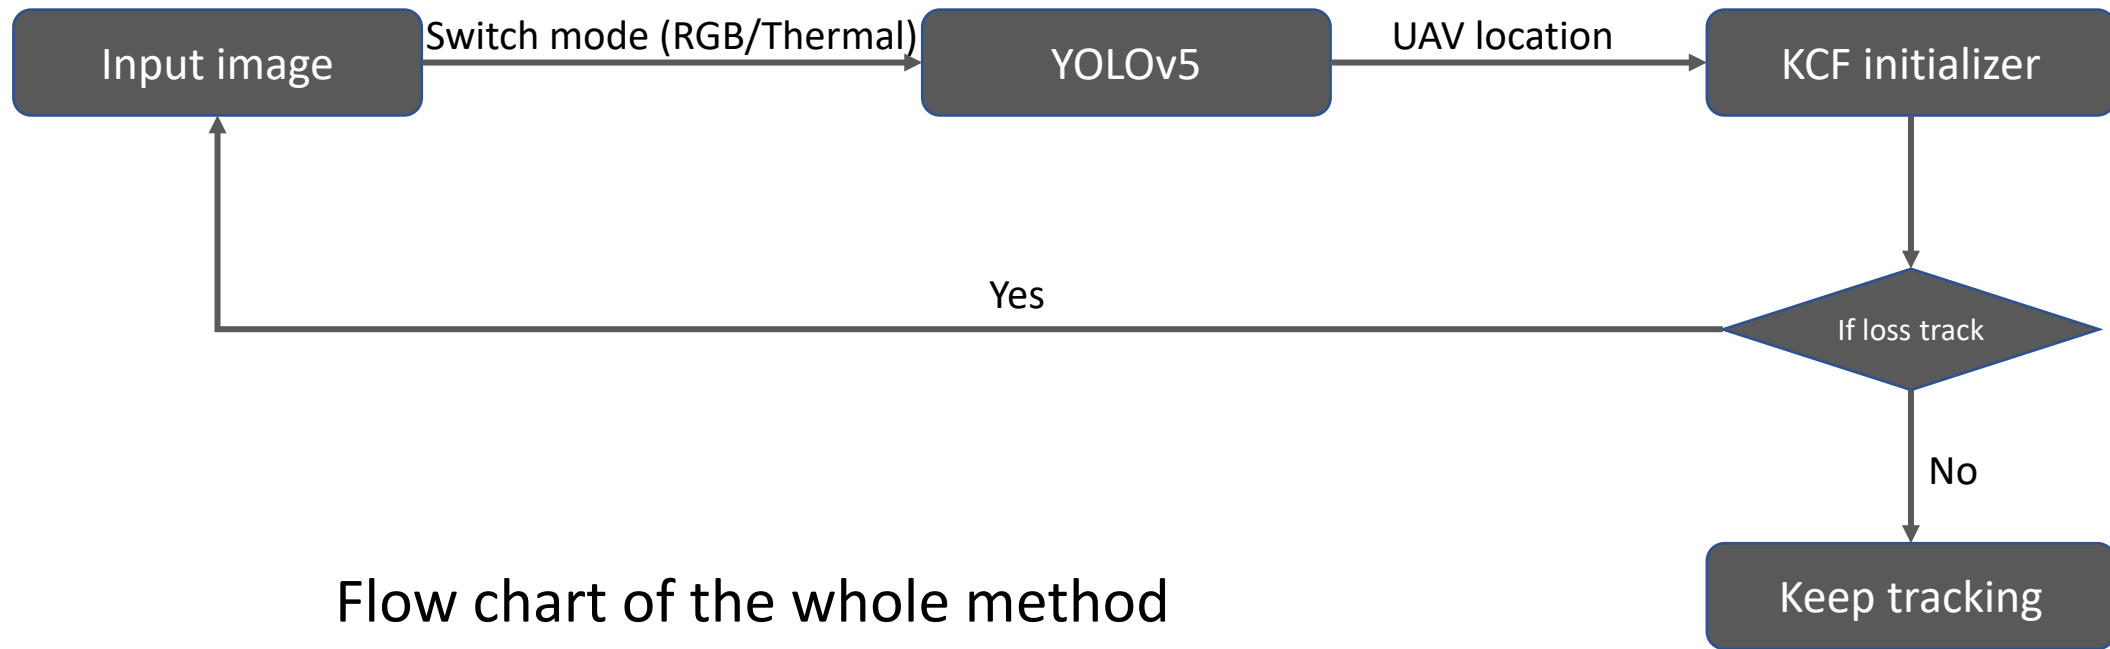 Input image
Switch mode (RGB/Thermal)
YOLOv5
UAV location
KCF initializer
Yes
If loss track
No
Keep tracking
Flow chart of the whole method